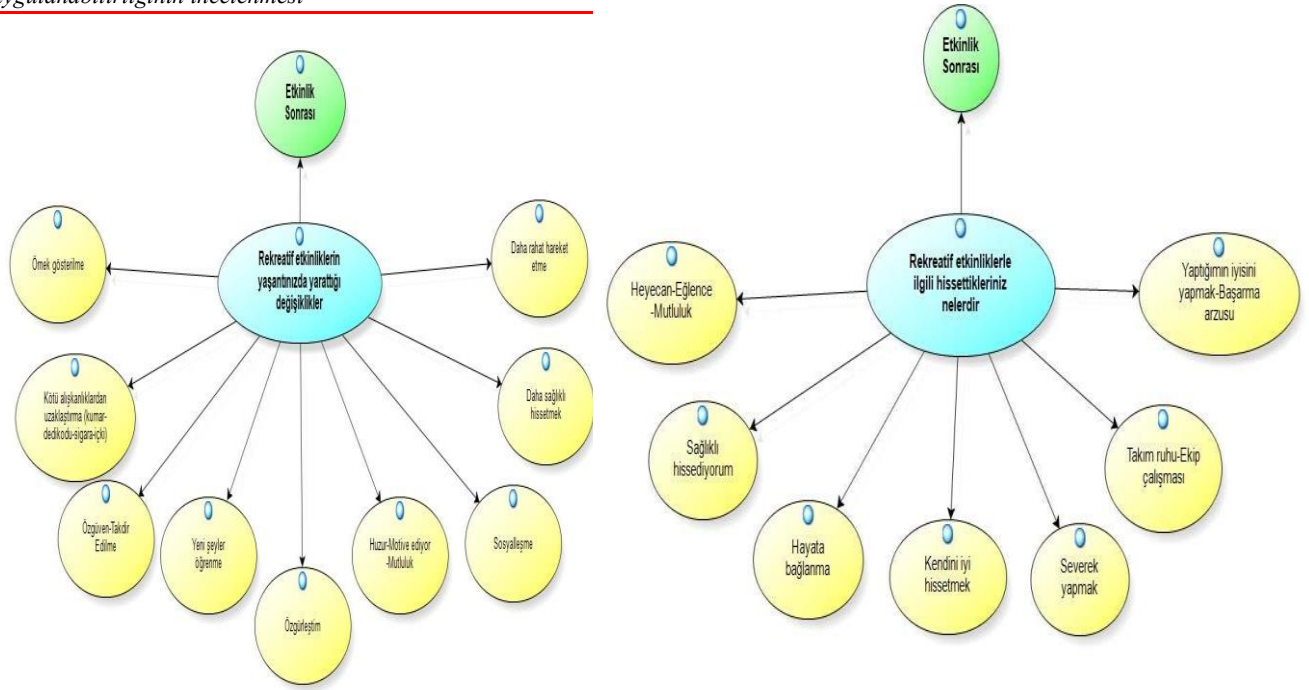 uygulanabilirliğinin incelenmesi
Etkinlik
Sonrası
Rekreatif etkinliklerin
yaşantınızda yarattığı
değişiklikler
Örnek gösterilme
Daha rahat hareket
etme
Kötü alışkanlıklardan
uzaklaştırma (kumar-
dedikodu-sigara-içki)
Daha sağlıklı
hissetmek
Özgüven-Takdir
Edilme
Yeni şeyler
öğrenme
Özgürleştim
Huzur-Motive ediyor
-Mutluluk
Sosyalleşme
Etkinlik
Sonrası
Rekreatif etkinliklerle
ilgili hissettikleriniz
nelerdir
Heyecan-Eğlence
-Mutluluk
Yaptığımın iyisini
yapmak-Başarma
arzusu
Sağlıklı
hissediyorum
Takım ruhu-Ekip
çalışması
Hayata
bağlanma
Kendini iyi
hissetmek
Severek
yapmak